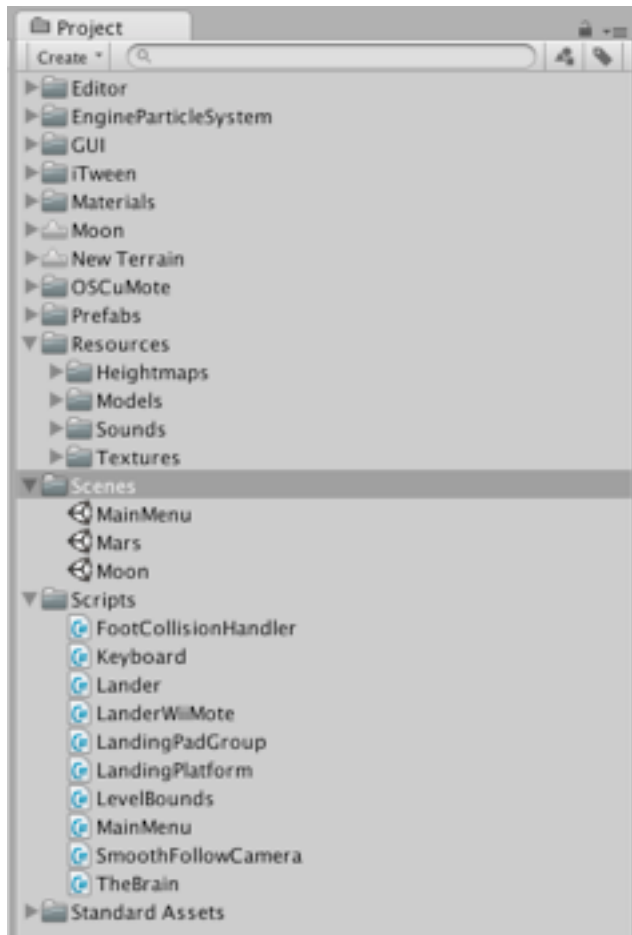 Project
Create
Editor
EngineParticleSystem
GUI
iTween
Materials
Moon
New Terrain
OSCuMote
Prefabs
Resources
Heightmaps
Models
Sounds
Textures
Scenes
MainMenu
Mars
Moon
Scripts
FootCollisionHandler
Keyboard
Lander
LanderWiiMote
LandingPadGroup
LandingPlatform
LevelBounds
MainMenu
SmoothFollowCamera
TheBrain
Standard Assets